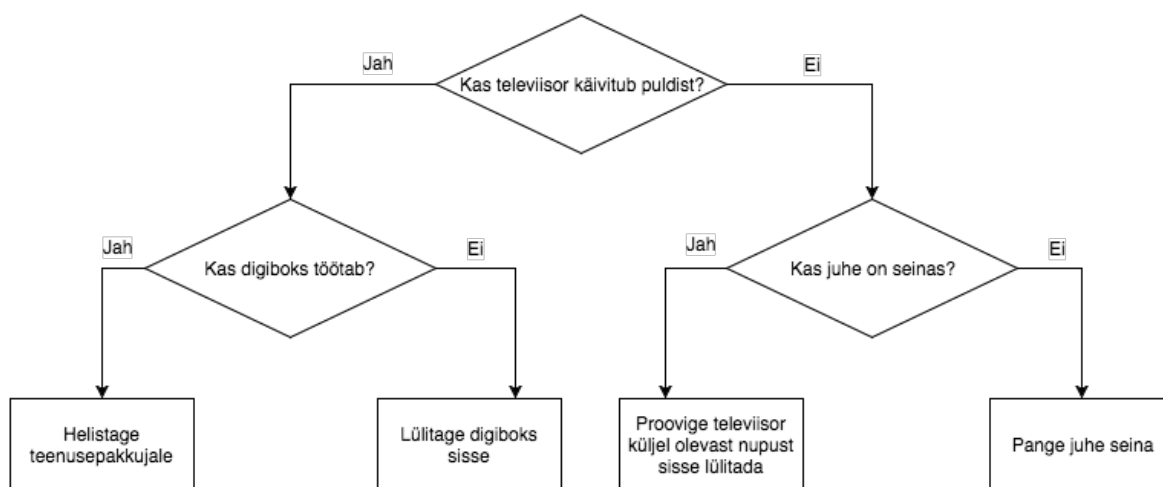 Kas televiisor käivitub puldist?
Jah
Ei
Kas digiboks töötab?
Jah
Ei
Kas juhe on seinas?
Jah
Ei
Helistage
teenusepakkujale
Lülitage digiboks
sisse
Proovige televiisor
küljel olevast nupust
sisse lülitada
Pange juhe seina